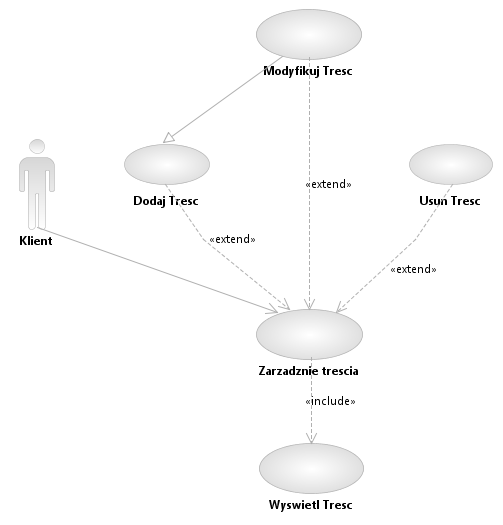 Modyfikuj Tresc
«extend»
Dodaj Tresc
Usun Tresc
Klient
«extend»
«extend»
Zarzadznie trescia
«include»
Wyswietl Tresc